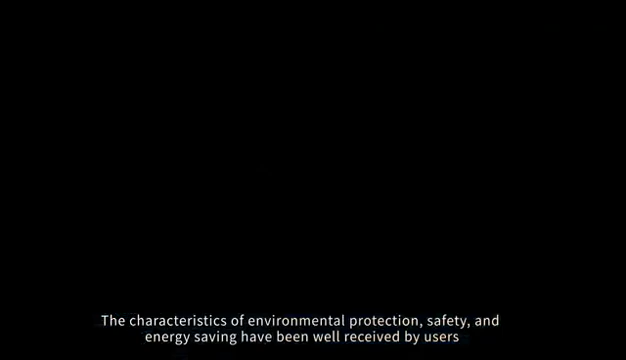 The characteristics of environmental protection, safety, and
energy saving have been well received by users